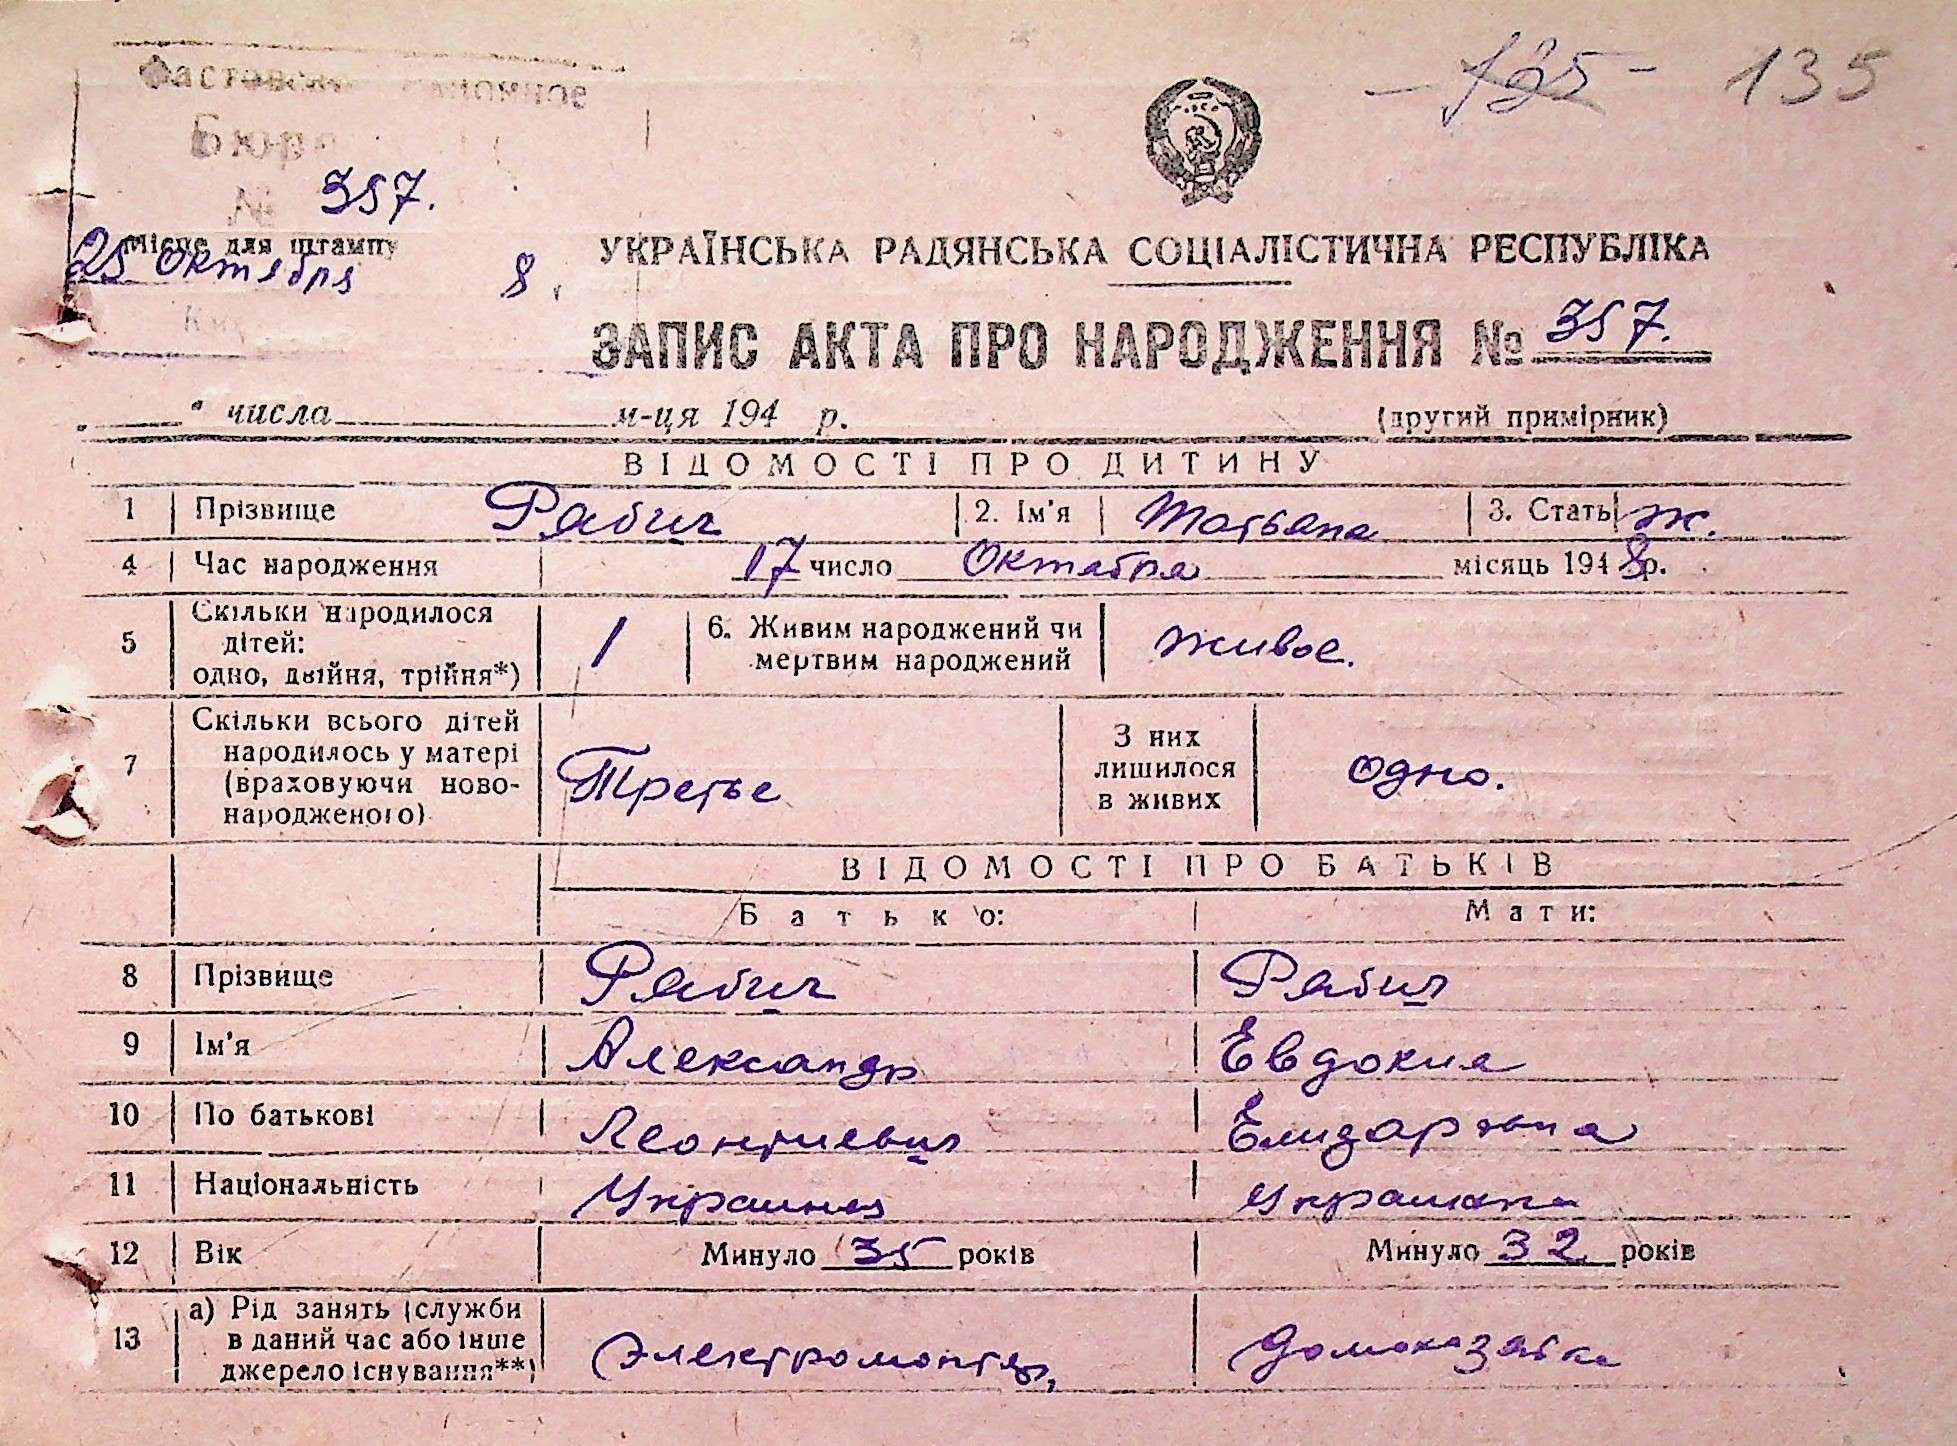 Фастовское районное
Бюро
№ 357.
Місце для штампу
25 октября 8
- 135 - 135
УКРАЇНСЬКА РАДЯНСЬКА СОЦІАЛІСТИЧНА РЕСПУБЛІКА
ЗАПИС АКТА ПРО НАРОДЖЕННЯ № 357.
" числа м-ця 194 р. (другий примірник)
ВІДОМОСТІ ПРО ДИТИНУ
1 Прізвище Рябич 2. Ім'я Татьяна 3. Стать ж.
4 Час народження 17 число Октября місяць 1948 р.
5 Скільки народилося
дітей:
одно, двійня, трійня*) 1 6. Живим народжений чи
мертвим народжений живое.
7 Скільки всього дітей
народилось у матері
(враховуючи ново-
народженого) Третье З них
лишилося
в живих одно.
ВІДОМОСТІ ПРО БАТЬКІВ
Батько: Мати:
8 Прізвище Рябич Рябич
9 Ім'я Александр Евдокия
10 По батькові Леонтиевич Елизаровна
11 Національність Украинец Украинка
12 Вік Минуло 35 років Минуло 32 років
13 а) Рід занять (служби
в даний час або інше
джерело існування**) Электромонтер, домохозяйка